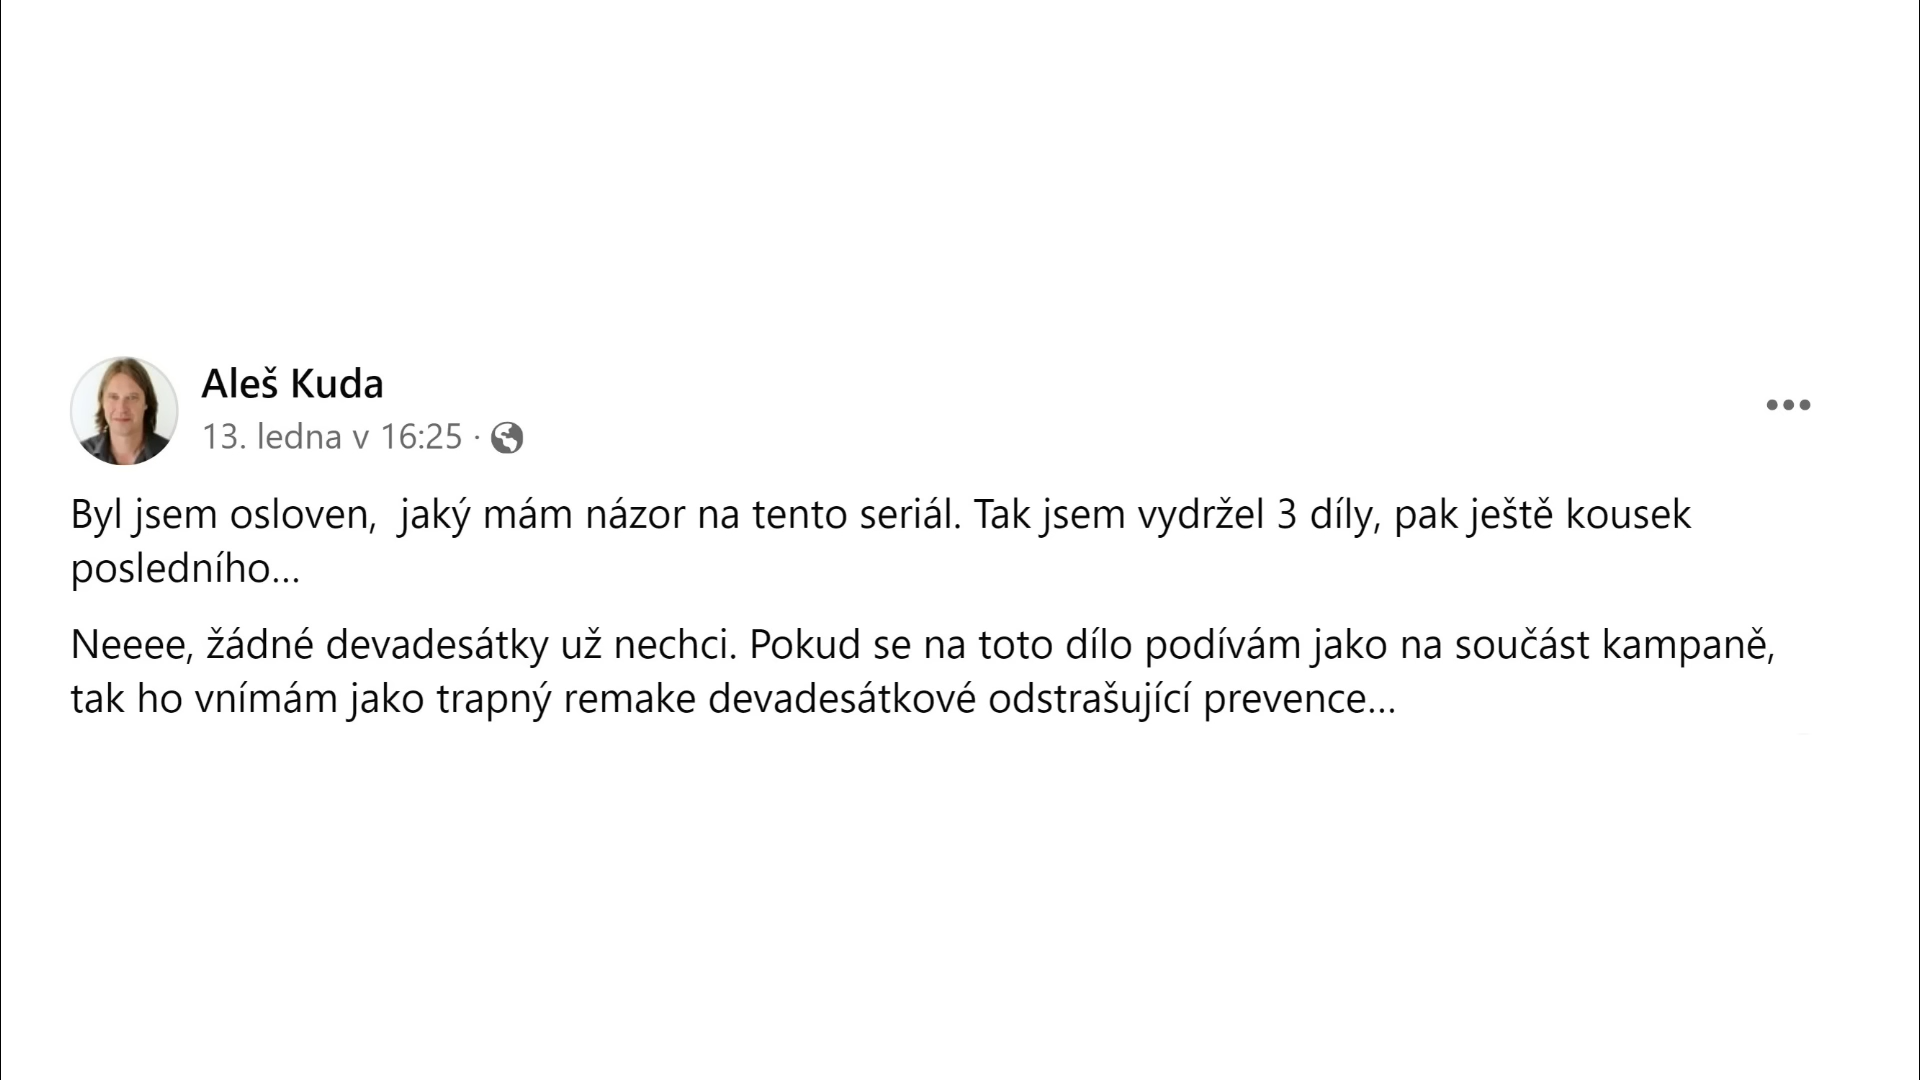 Aleš Kuda
13. ledna v 16:25 ·
Byl jsem osloven,  jaký mám názor na tento seriál. Tak jsem vydržel 3 díly, pak ještě kousek
posledního...
Neeee, žádné devadesátky už nechci. Pokud se na toto dílo podívám jako na součást kampaně,
tak ho vnímám jako trapný remake devadesátkové odstrašující prevence...